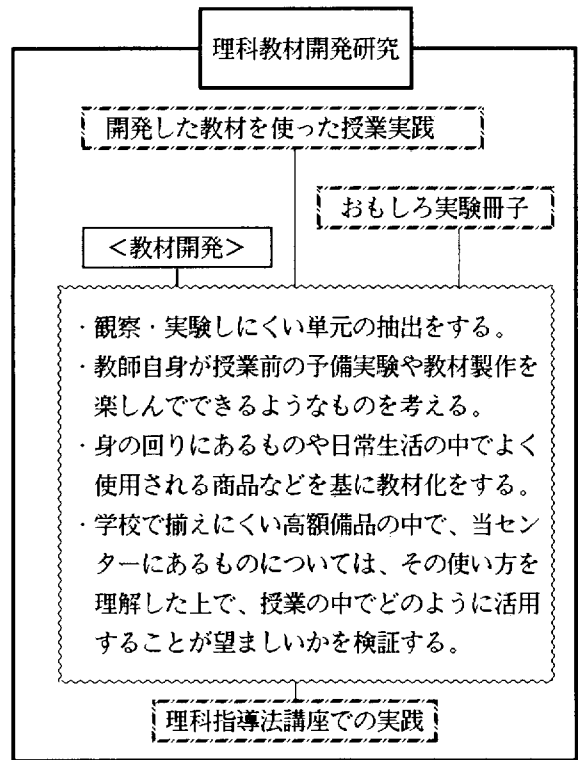 理科教材開発研究
開発した教材を使った授業実践
おもしろ実験冊子
<教材開発>
・観察・実験しにくい単元の抽出をする。
・教師自身が授業前の予備実験や教材製作を
楽しんでできるようなものを考える。
・身の回りにあるものや日常生活の中でよく
使用される商品などを基に教材化をする。
・学校で揃えにくい高額備品の中で、当セン
ターにあるものについては、その使い方を
理解した上で、授業の中でどのように活用
することが望ましいかを検証する。
理科指導法講座での実践